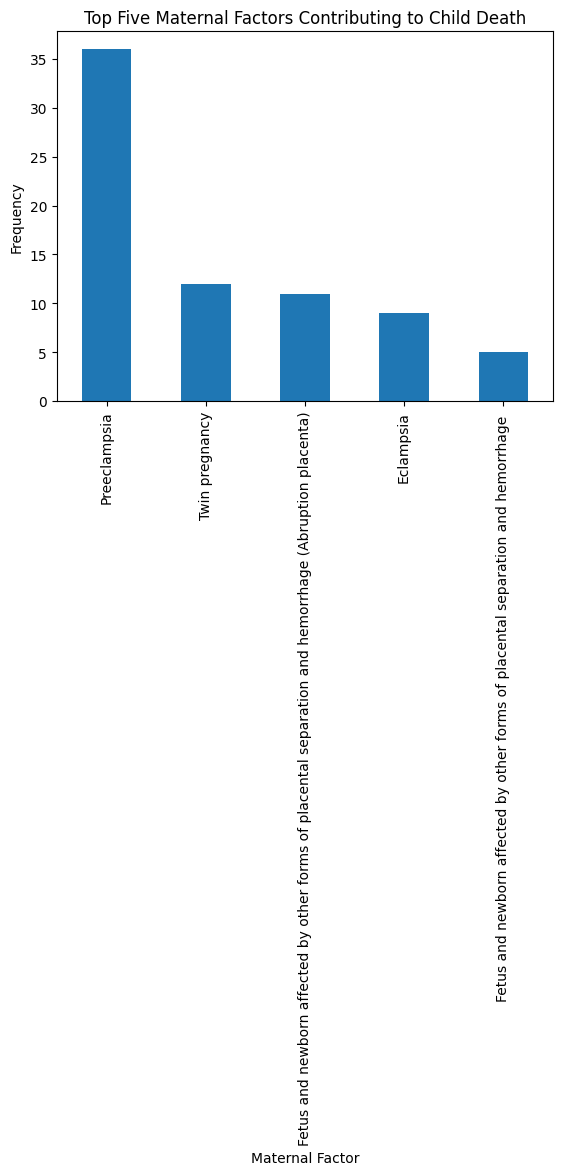 Top Five Maternal Factors Contributing to Child Death
Frequency
35
30
25
20
15
10
5
0
Preeclampsia
Twin pregnancy
Fetus and newborn affected by other forms of placental separation and hemorrhage (Abruption placenta)
Eclampsia
Fetus and newborn affected by other forms of placental separation and hemorrhage
Maternal Factor